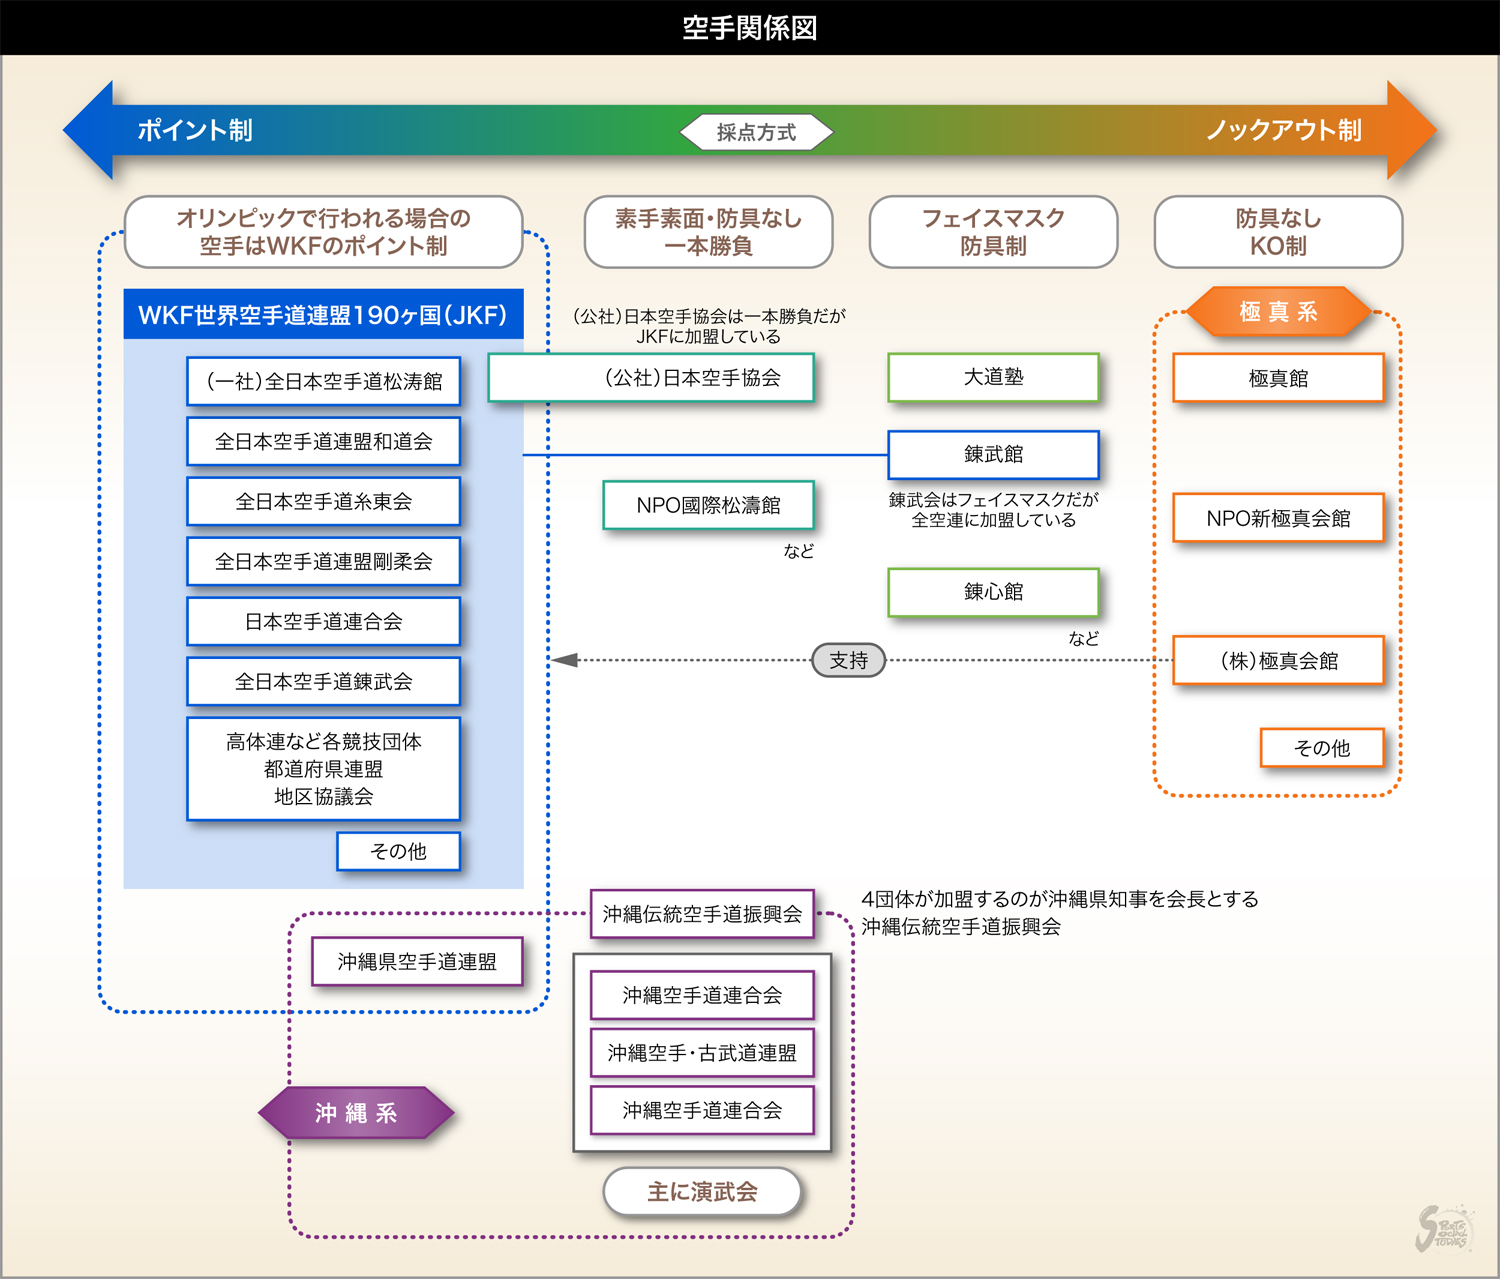 空手関係図
ポイント制
採点方式
ノックアウト制
オリンピックで行われる場合の
空手はWKFのポイント制
素手素面・防具なし
一本勝負
フェイスマスク
防具制
防具なし
KO制
WKF世界空手道連盟190ヶ国（JKF）
（一社）全日本空手道松涛館
全日本空手道連盟和道会
全日本空手道糸東会
全日本空手道連盟剛柔会
日本空手道連合会
全日本空手道錬武会
高体連など各競技団体
都道府県連盟
地区協議会
その他
（公社）日本空手協会は一本勝負だが
JKFに加盟している
（公社）日本空手協会
NPO國際松濤館
など
大道塾
錬武館
錬武会はフェイスマスクだが
全空連に加盟している
錬心館
など
極真系
極真館
NPO新極真会館
（株）極真会館
その他
支持
沖縄伝統空手道振興会
4団体が加盟するのが沖縄県知事を会長とする
沖縄伝統空手道振興会
沖縄県空手道連盟
沖縄空手道連合会
沖縄空手・古武道連盟
沖縄空手道連合会
沖縄系
主に演武会